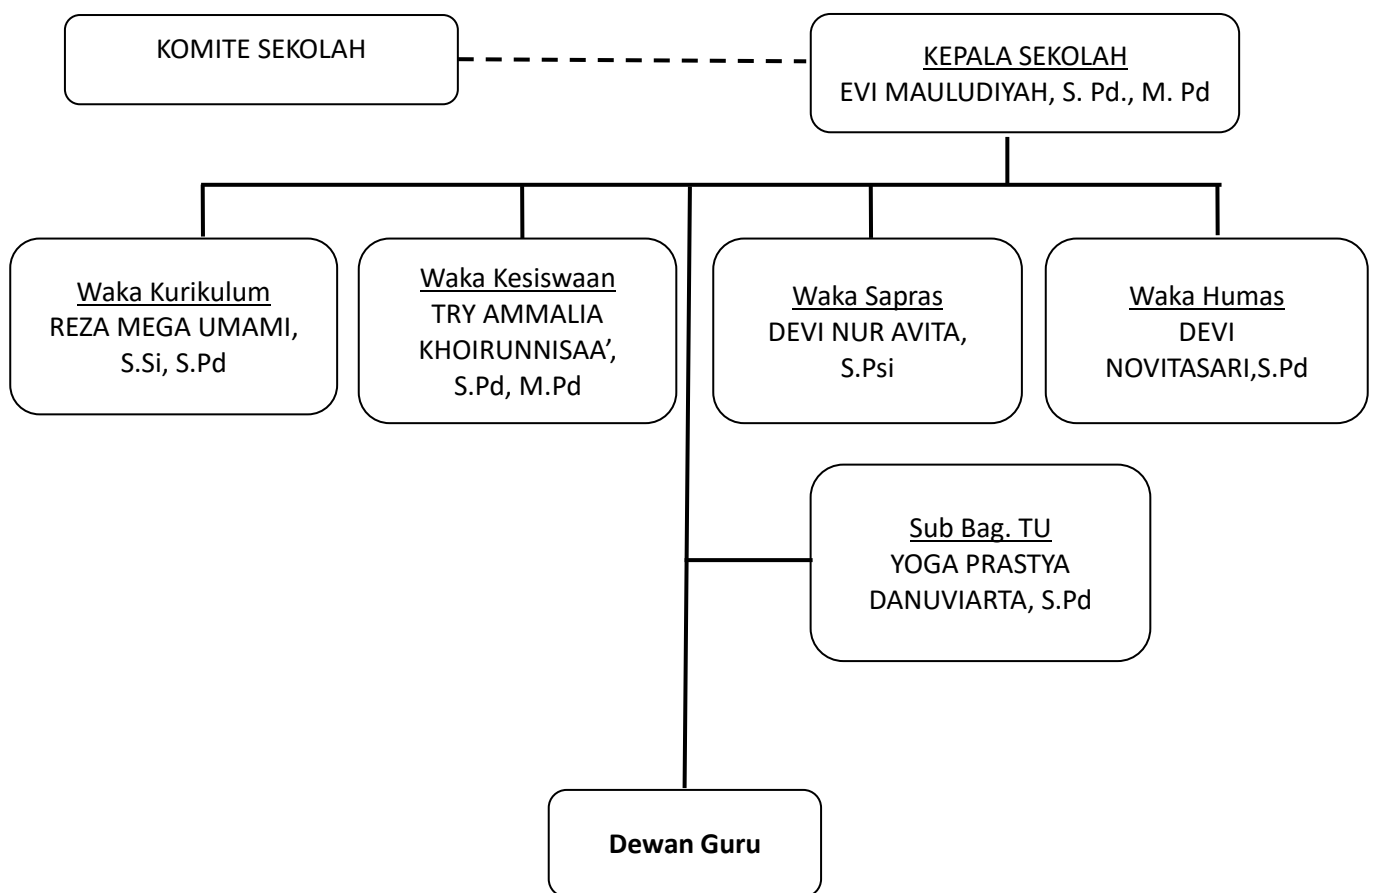 KOMITE SEKOLAH
KEPALA SEKOLAH
EVI MAULUDIYAH, S. Pd., M. Pd
Waka Kurikulum
REZA MEGA UMAMI,
S.Si, S.Pd
Waka Kesiswaan
TRY AMMALIA
KHOIRUNNISAA’,
S.Pd, M.Pd
Waka Sapras
DEVI NUR AVITA,
S.Psi
Waka Humas
DEVI
NOVITASARI,S.Pd
Sub Bag. TU
YOGA PRASTYA
DANUVIARTA, S.Pd
Dewan Guru